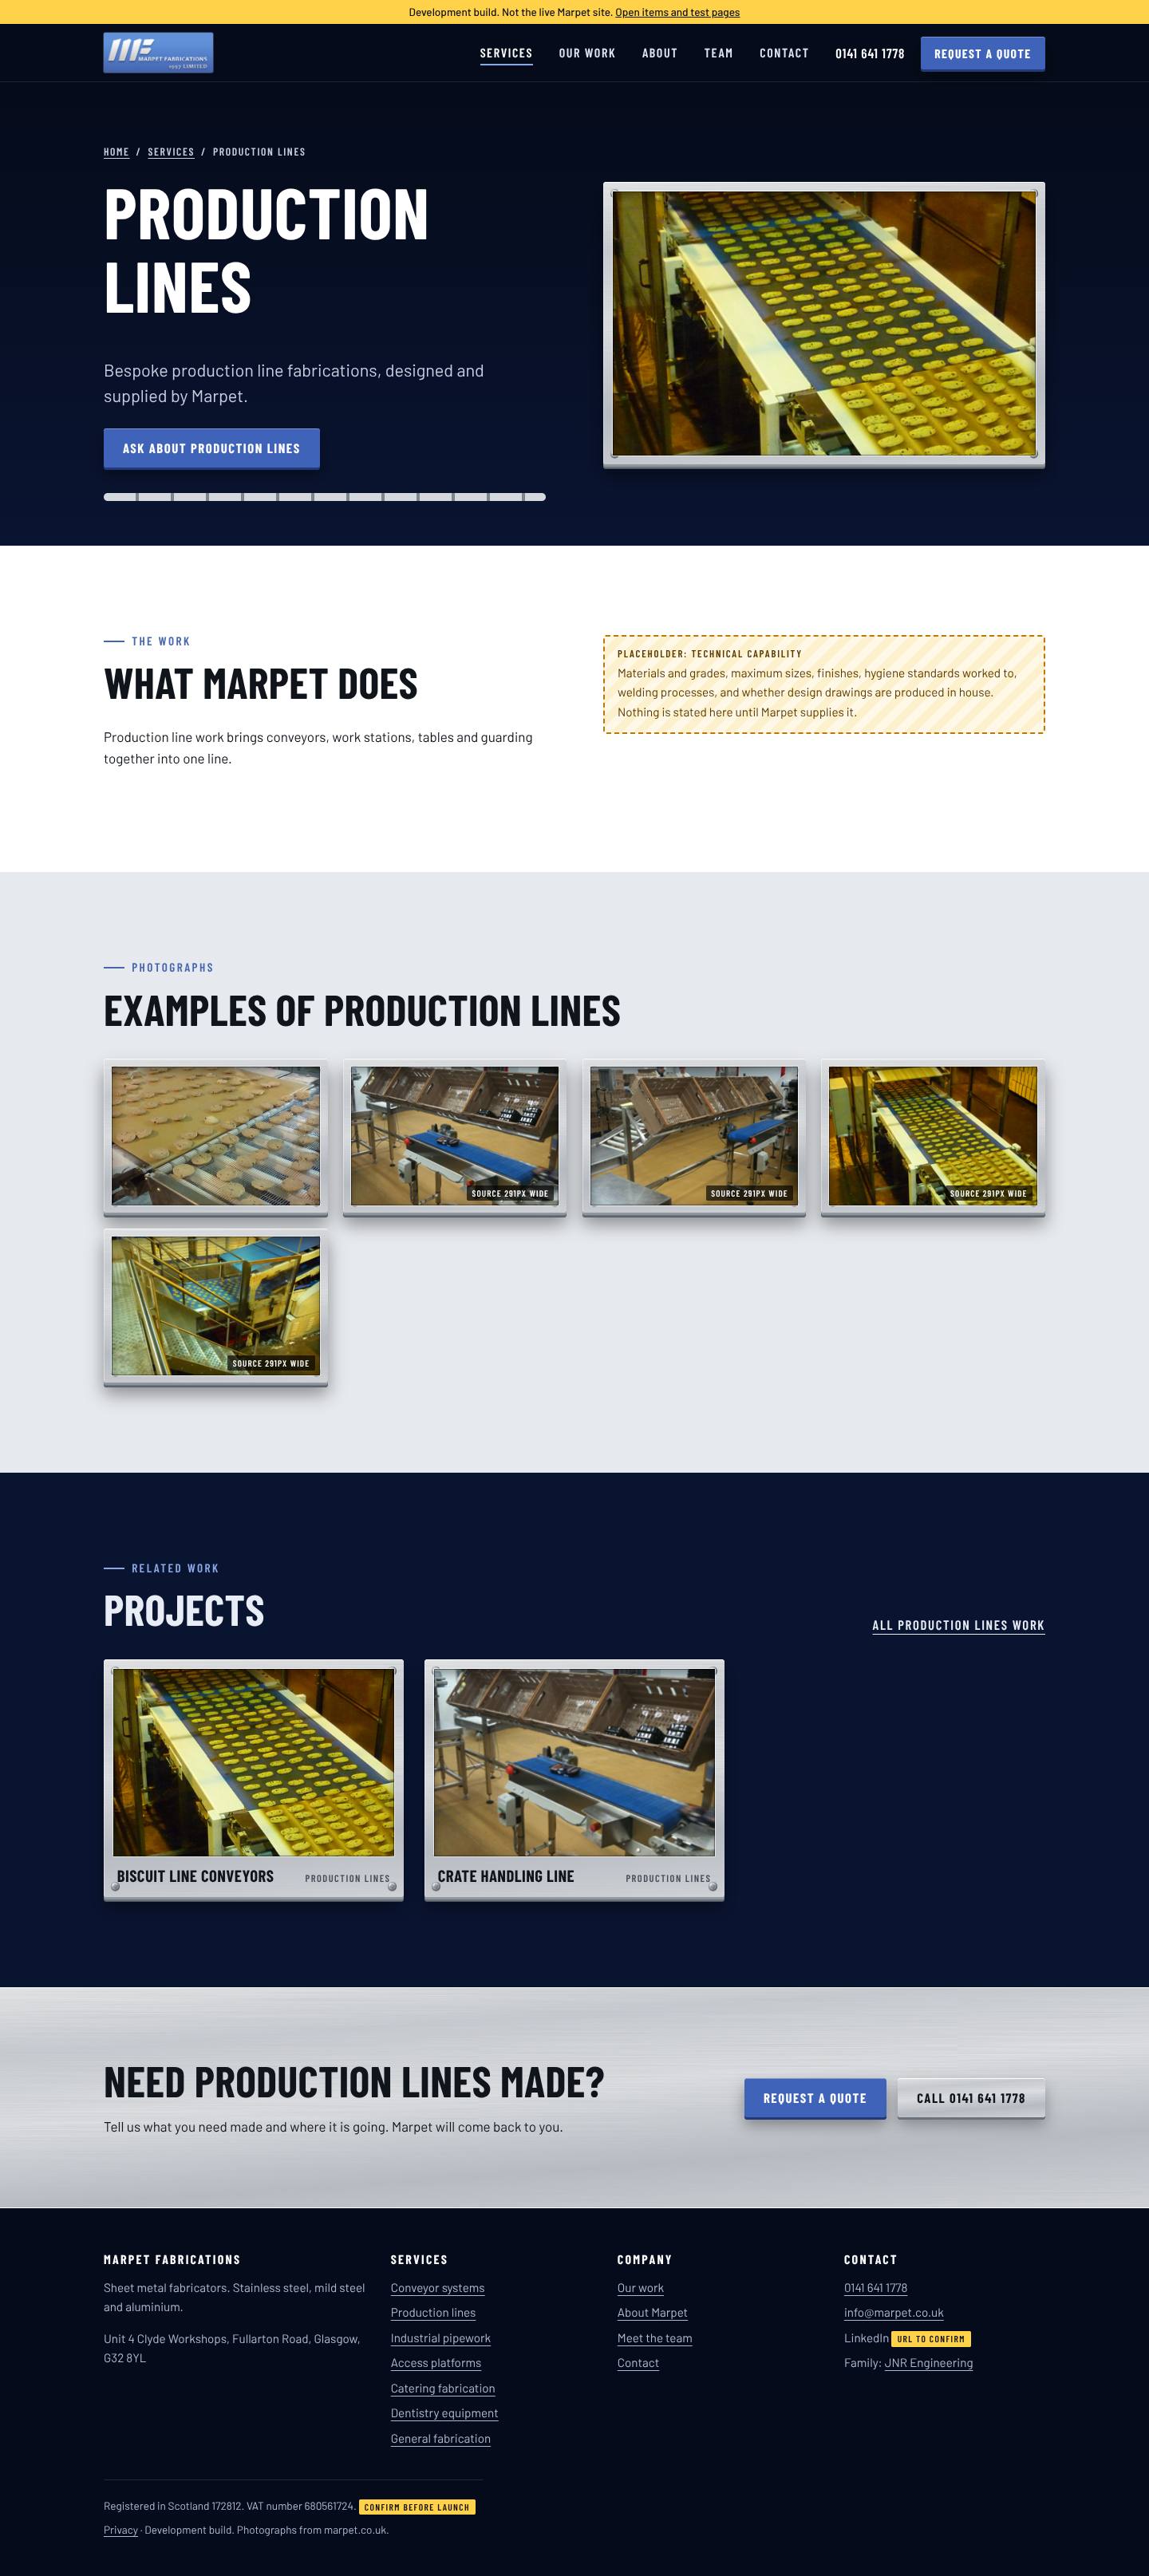 Development build. Not the live Marpet site. Open items and test pages
MF MARPET FABRICATIONS
1997 LIMITED
SERVICES OUR WORK ABOUT TEAM CONTACT 0141 641 1778 REQUEST A QUOTE
HOME / SERVICES / PRODUCTION LINES
PRODUCTION
LINES
Bespoke production line fabrications, designed and
supplied by Marpet.
ASK ABOUT PRODUCTION LINES
THE WORK
WHAT MARPET DOES
Production line work brings conveyors, work stations, tables and guarding
together into one line.
PLACEHOLDER: TECHNICAL CAPABILITY
Materials and grades, maximum sizes, finishes, hygiene standards worked to,
welding processes, and whether design drawings are produced in house.
Nothing is stated here until Marpet supplies it.
PHOTOGRAPHS
EXAMPLES OF PRODUCTION LINES
SOURCE 291PX WIDE
SOURCE 291PX WIDE
SOURCE 291PX WIDE
SOURCE 291PX WIDE
RELATED WORK
PROJECTS
ALL PRODUCTION LINES WORK
BISCUIT LINE CONVEYORS PRODUCTION LINES
CRATE HANDLING LINE PRODUCTION LINES
NEED PRODUCTION LINES MADE?
Tell us what you need made and where it is going. Marpet will come back to you.
REQUEST A QUOTE
CALL 0141 641 1778
MARPET FABRICATIONS
Sheet metal fabricators. Stainless steel, mild steel
and aluminium.
Unit 4 Clyde Workshops, Fullarton Road, Glasgow,
G32 8YL
SERVICES
Conveyor systems
Production lines
Industrial pipework
Access platforms
Catering fabrication
Dentistry equipment
General fabrication
COMPANY
Our work
About Marpet
Meet the team
Contact
CONTACT
0141 641 1778
info@marpet.co.uk
LinkedIn URL TO CONFIRM
Family: JNR Engineering
Registered in Scotland 172812. VAT number 680561724. CONFIRM BEFORE LAUNCH
Privacy · Development build. Photographs from marpet.co.uk.